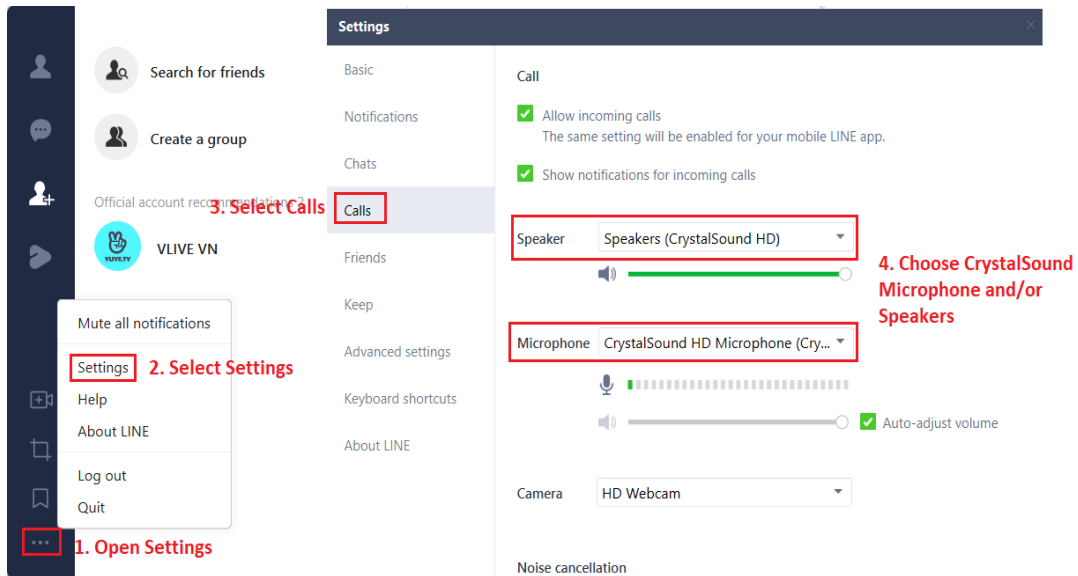 Search for friends
Create a group
Official account recommendations 2
VLIVE.TV
VLIVE VN
Mute all notifications
Settings
2. Select Settings
Help
About LINE
Log out
Quit
1. Open Settings
Settings
Basic
Notifications
Chats
3. Select Calls
Calls
Friends
Keep
Advanced settings
Keyboard shortcuts
About LINE
Call
Allow incoming calls
The same setting will be enabled for your mobile LINE app.
Show notifications for incoming calls
Speaker Speakers (CrystalSound HD)
4. Choose CrystalSound
Microphone and/or
Speakers
Microphone CrystalSound HD Microphone (Cry...
Auto-adjust volume
Camera HD Webcam
Noise cancellation